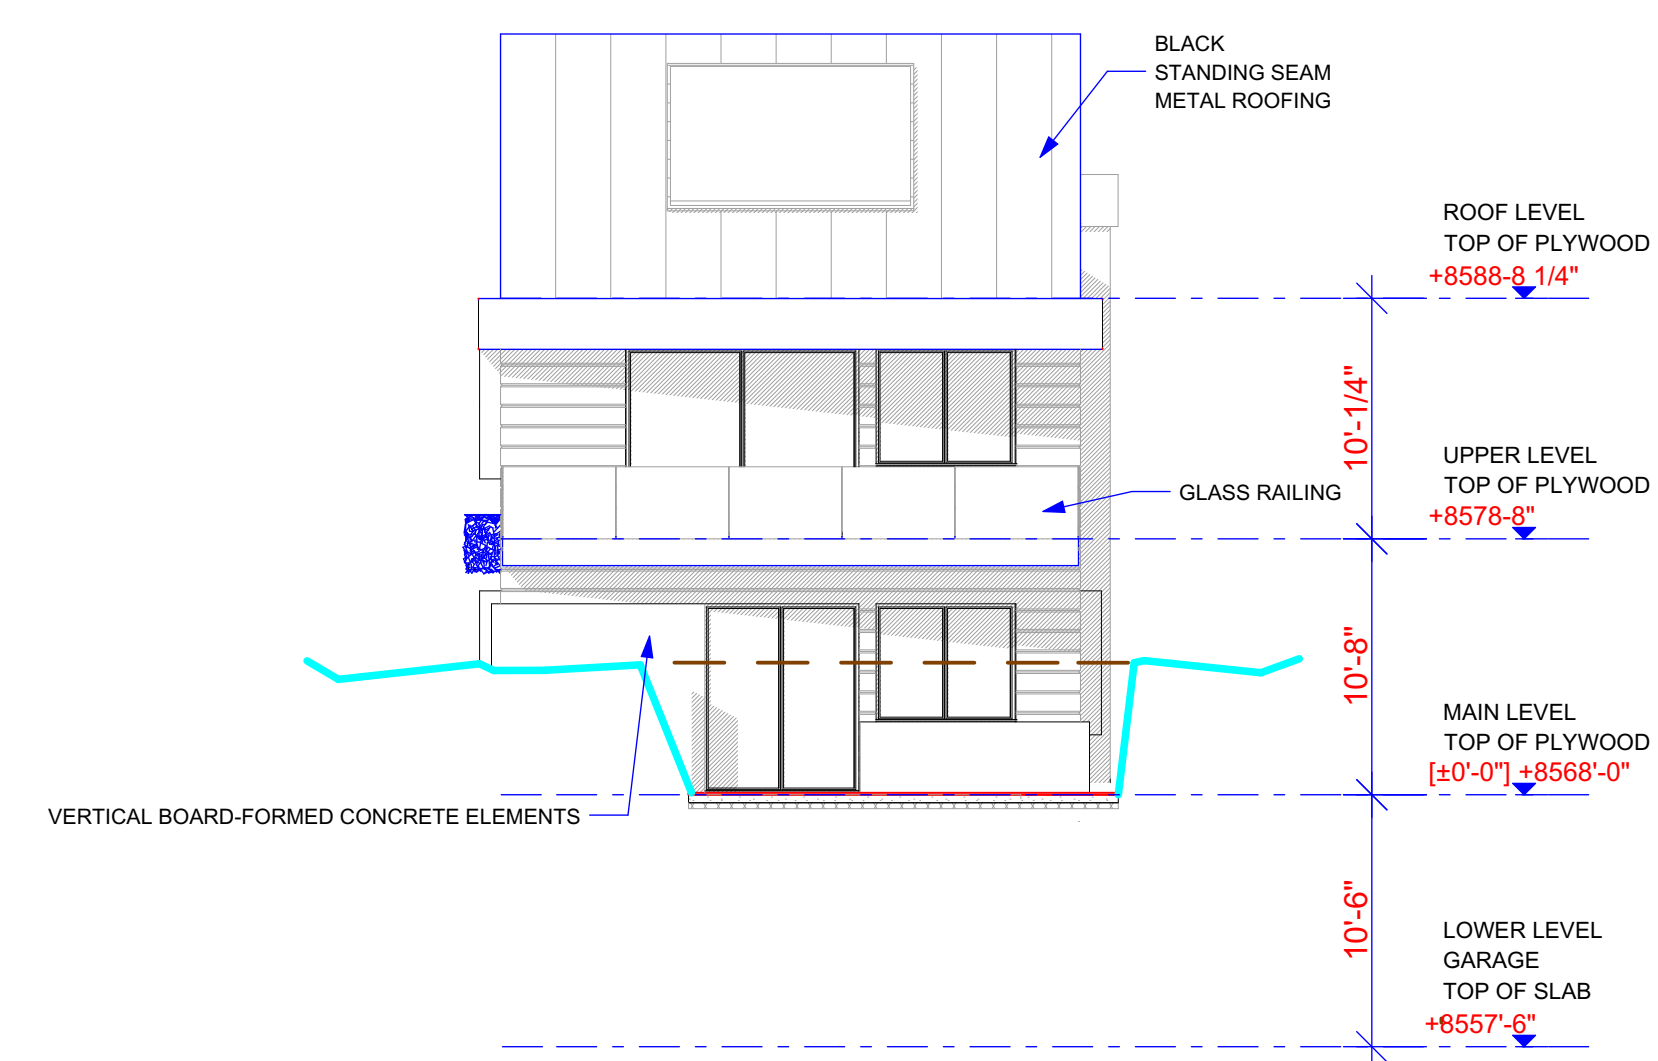 BLACK
STANDING SEAM
METAL ROOFING
ROOF LEVEL
TOP OF PLYWOOD
+8588-8 1/4"
10'-1/4"
UPPER LEVEL
TOP OF PLYWOOD
+8578-8"
GLASS RAILING
10'-8"
MAIN LEVEL
TOP OF PLYWOOD
[±0'-0"] +8568'-0"
VERTICAL BOARD-FORMED CONCRETE ELEMENTS
10'-6"
LOWER LEVEL
GARAGE
TOP OF SLAB
+8557'-6"